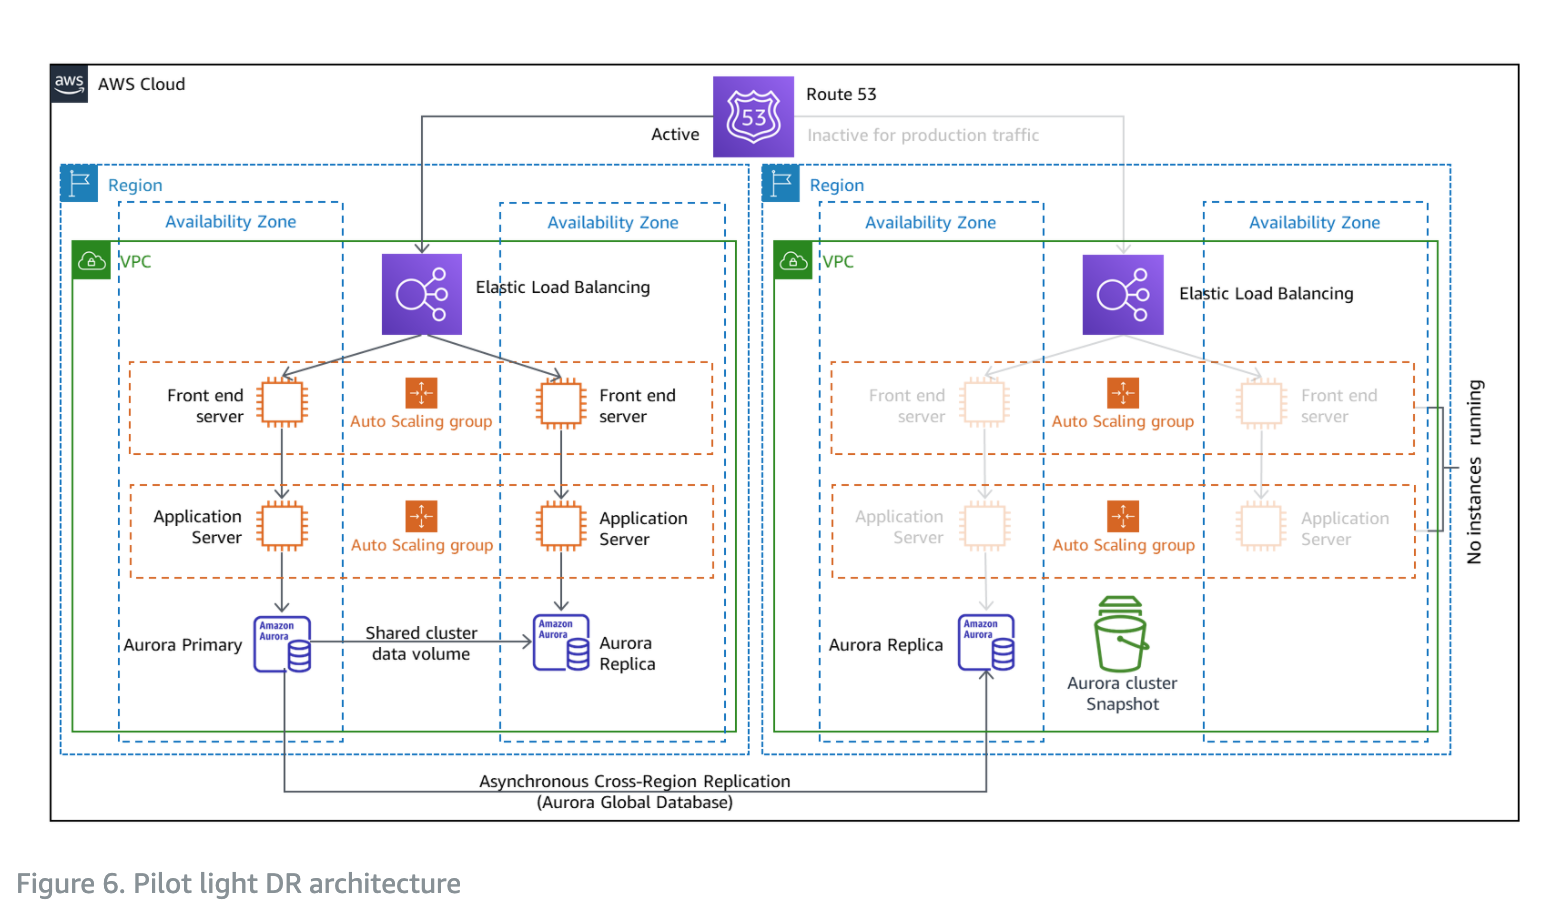 aws
AWS Cloud
53
Route 53
Active
Inactive for production traffic
Region
Availability Zone
Availability Zone
VPC
Elastic Load Balancing
Front end
server
Auto Scaling group
Front end
server
Application
Server
Auto Scaling group
Application
Server
Aurora Primary
Amazon
Aurora
Shared cluster
data volume
Amazon
Aurora
Aurora
Replica
Region
Availability Zone
Availability Zone
VPC
Elastic Load Balancing
Front end
server
Auto Scaling group
Front end
server
Application
Server
Auto Scaling group
Application
Server
No instances running
Aurora Replica
Amazon
Aurora
Aurora cluster
Snapshot
Asynchronous Cross-Region Replication
(Aurora Global Database)
Figure 6. Pilot light DR architecture